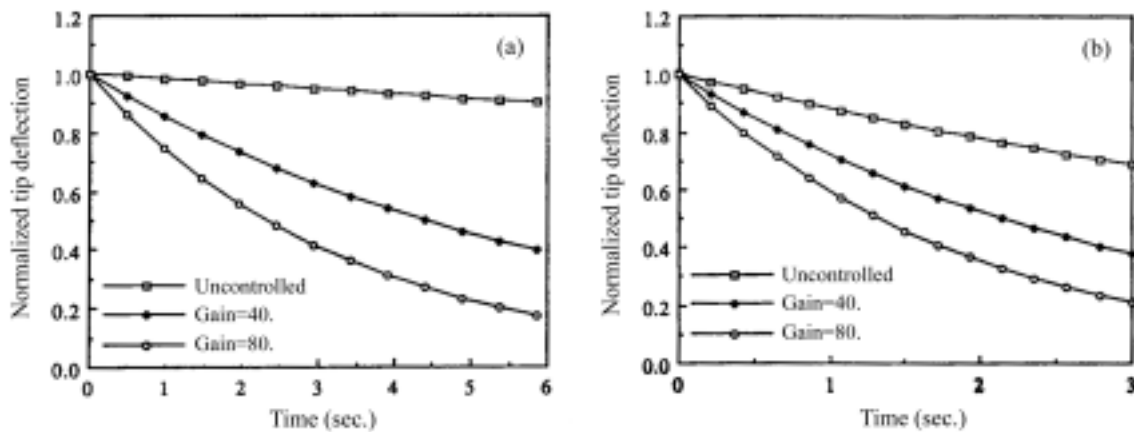 (a)
Normalized tip deflection
1.2
1.0
0.8
0.6
0.4
0.2
0.0
Uncontrolled
Gain=40.
Gain=80.
0 1 2 3 4 5 6
Time (sec.)
(b)
Normalized tip deflection
1.2
1.0
0.8
0.6
0.4
0.2
0.0
Uncontrolled
Gain=40.
Gain=80.
0 1 2 3
Time (sec.)